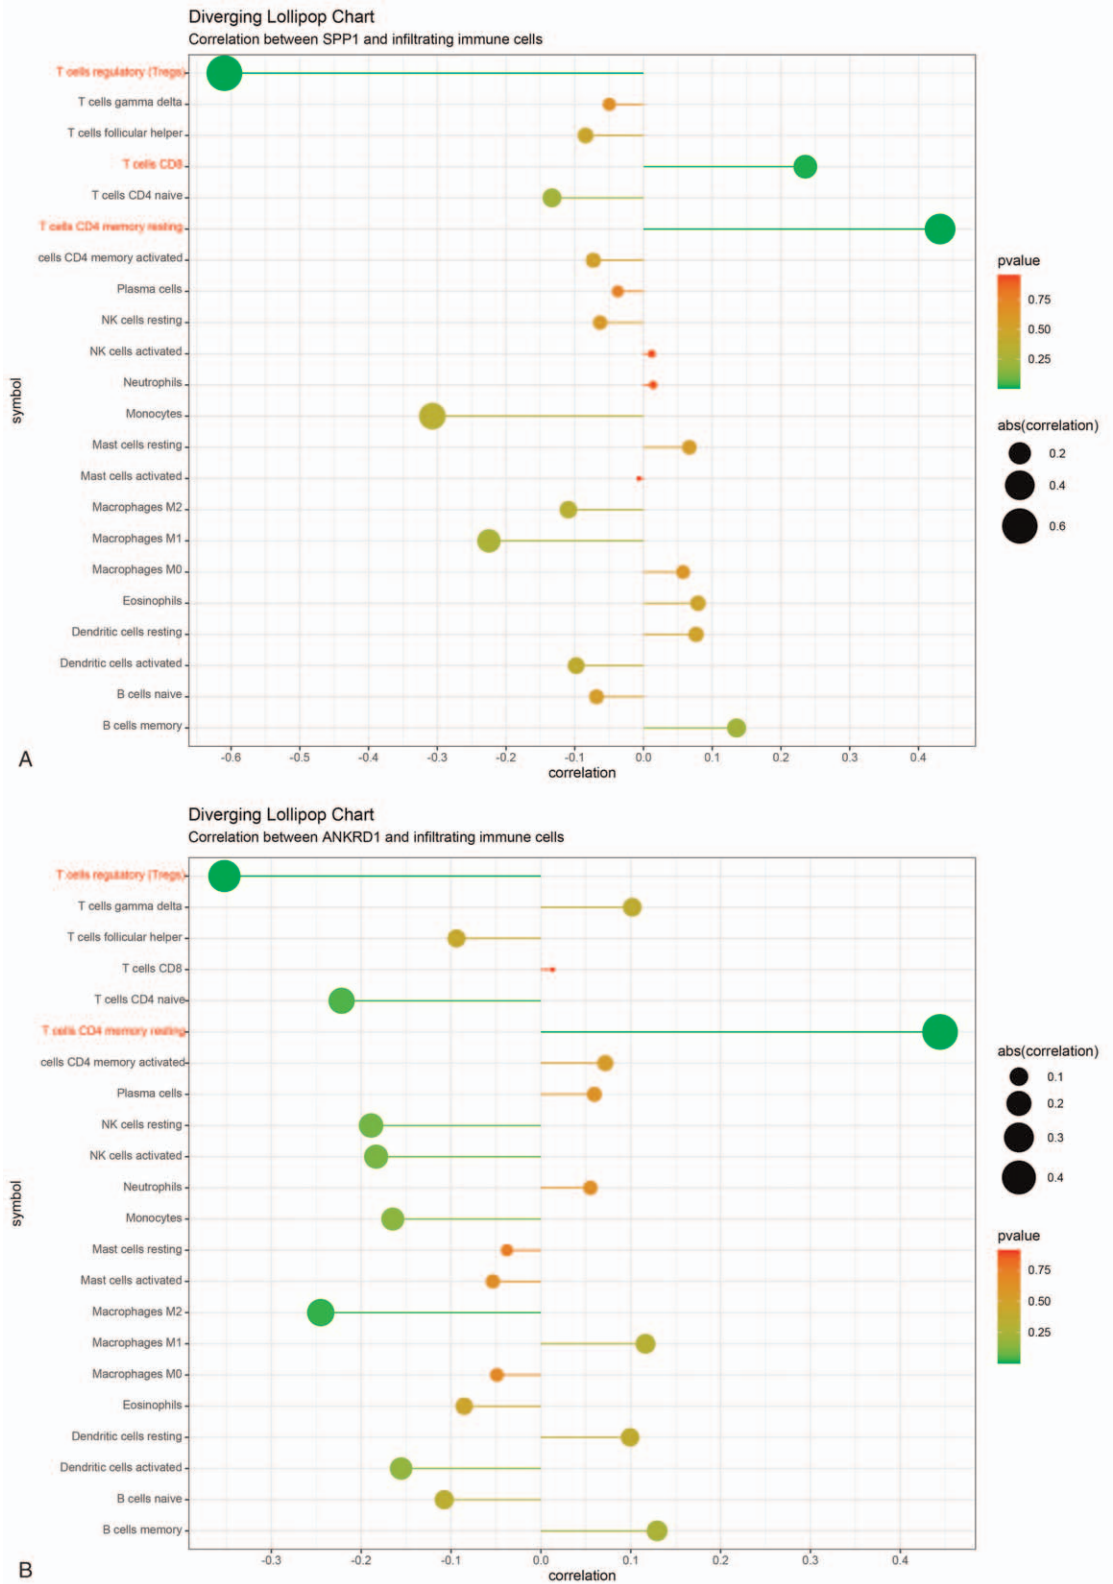 Diverging Lollipop Chart
Correlation between SPP1 and infiltrating immune cells
T cells regulatory (Tregs)
T cells gamma delta
T cells follicular helper
T cells CD8
T cells CD4 naive
T cells CD4 memory resting
cells CD4 memory activated
Plasma cells
NK cells resting
NK cells activated
Neutrophils
Monocytes
Mast cells resting
Mast cells activated
Macrophages M2
Macrophages M1
Macrophages M0
Eosinophils
Dendritic cells resting
Dendritic cells activated
B cells naive
B cells memory
symbol
-0.6 -0.5 -0.4 -0.3 -0.2 -0.1 0.0 0.1 0.2 0.3 0.4
correlation
pvalue
0.75
0.50
0.25
abs(correlation)
0.2
0.4
0.6
A
Diverging Lollipop Chart
Correlation between ANKRD1 and infiltrating immune cells
T cells regulatory (Tregs)
T cells gamma delta
T cells follicular helper
T cells CD8
T cells CD4 naive
T cells CO4 memory resting
cells CD4 memory activated
Plasma cells
NK cells resting
NK cells activated
Neutrophils
Monocytes
Mast cells resting
Mast cells activated
Macrophages M2
Macrophages M1
Macrophages M0
Eosinophils
Dendritic cells resting
Dendritic cells activated
B cells naive
B cells memory
symbol
-0.3 -0.2 -0.1 0.0 0.1 0.2 0.3 0.4
correlation
abs(correlation)
0.1
0.2
0.3
0.4
pvalue
0.75
0.50
0.25
B